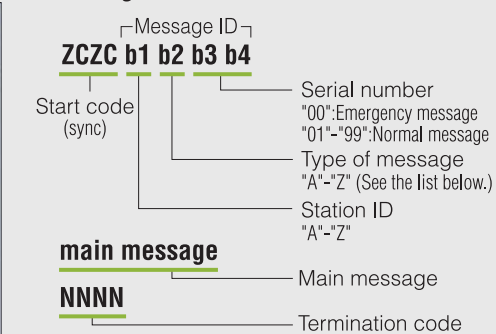 Message ID
ZCZC b1 b2 b3 b4
Start code
(sync)
Serial number
"00":Emergency message
"01"-"99":Normal message
Type of message
"A"-"Z" (See the list below.)
Station ID
"A"-"Z"
main message
Main message
NNNN
Termination code